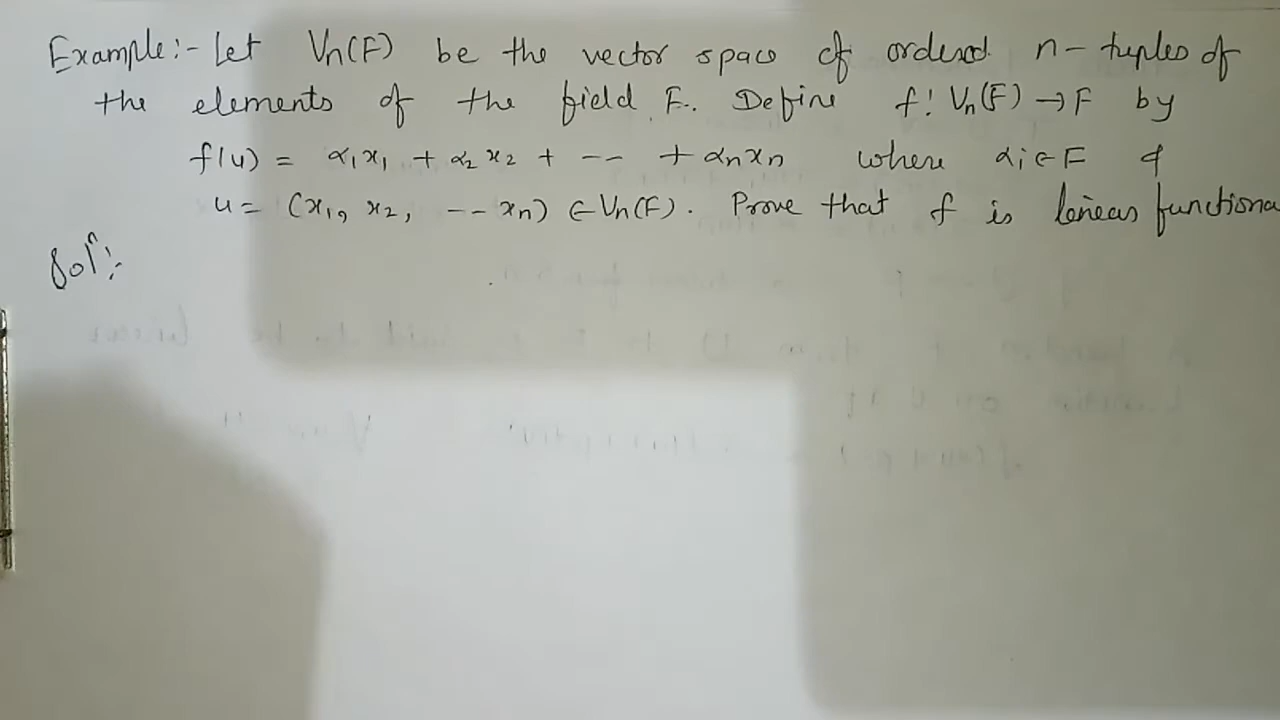 Example:- Let Vn(F) be the vector space of ordered n-tuples of
the elements of the field F. Define f: Vn(F) → F by
f(u) = α1x1 + α2x2 + -- + αnxn where αi ∈ F &
u = (x1, x2, -- xn) ∈ Vn(F). Prove that f is linear functiona
Solⁿ:-